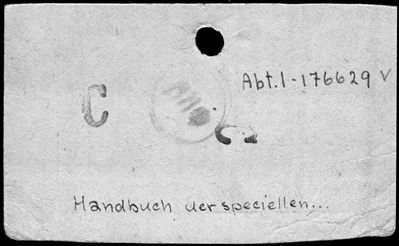 Abt.1-176629 V
C
Handbuch der speciellen...